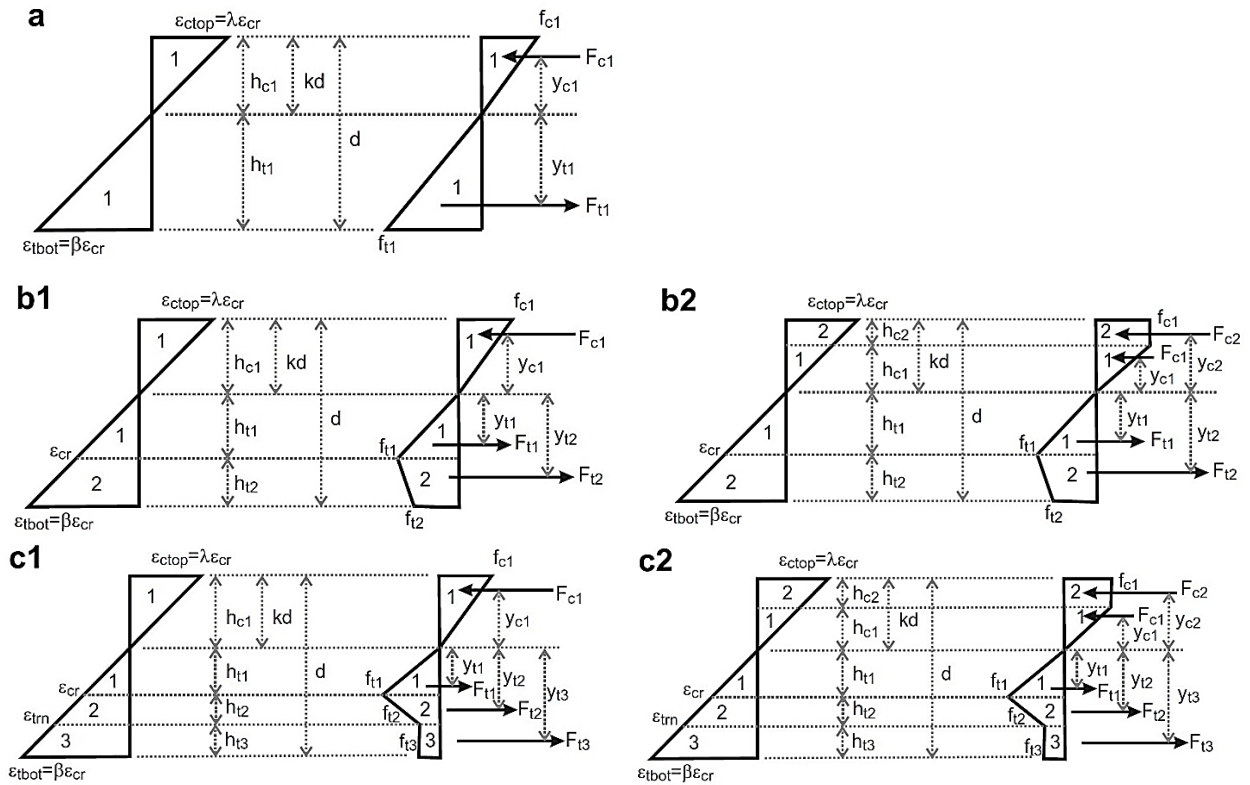 a
εctop=λεcr
fc1
1
1
Fc1
hc1
kd
yc1
d
ht1
yt1
1
1
Ft1
εtbot=βεcr
ft1
b1
εctop=λεcr
fc1
1
1
Fc1
hc1
kd
yc1
d
1
ht1
1
yt1
yt2
εcr
ft1
Ft1
2
ht2
2
Ft2
εtbot=βεcr
ft2
b2
εctop=λεcr
fc1
2
hc2
2
Fc2
1
hc1
kd
1
Fc1
yc1
yc2
d
1
ht1
yt1
yt2
εcr
ft1
1
Ft1
2
ht2
2
Ft2
εtbot=βεcr
ft2
c1
εctop=λεcr
fc1
1
1
Fc1
hc1
kd
yc1
d
1
ht1
yt1
yt2
yt3
εcr
ft1
1
Ft1
εtrn
2
ht2
ft2
2
Ft2
3
ht3
ft3
3
Ft3
εtbot=βεcr
c2
εctop=λεcr
fc1
2
hc2
2
Fc2
1
hc1
kd
1
Fc1
yc1
yc2
d
1
ht1
yt1
yt2
yt3
εcr
ft1
1
Ft1
εtrn
2
ht2
ft2
2
Ft2
3
ht3
ft3
3
Ft3
εtbot=βεcr